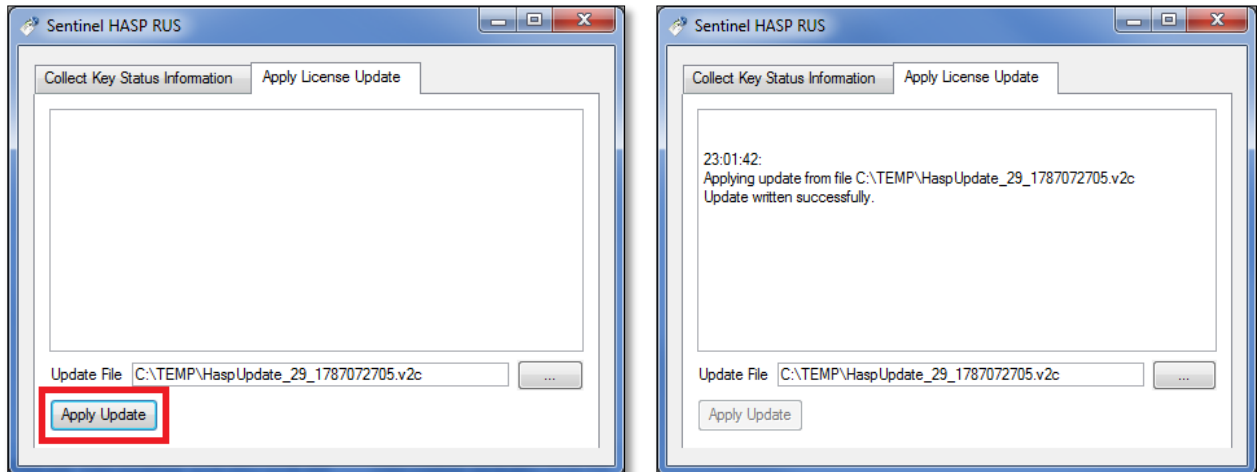 Sentinel HASP RUS
Collect Key Status Information
Apply License Update
Update File
C:\TEMP\HaspUpdate_29_1787072705.v2c
...
Apply Update
Sentinel HASP RUS
Collect Key Status Information
Apply License Update
23:01:42:
Applying update from file C:\TEMP\HaspUpdate_29_1787072705.v2c
Update written successfully.
Update File
C:\TEMP\HaspUpdate_29_1787072705.v2c
...
Apply Update